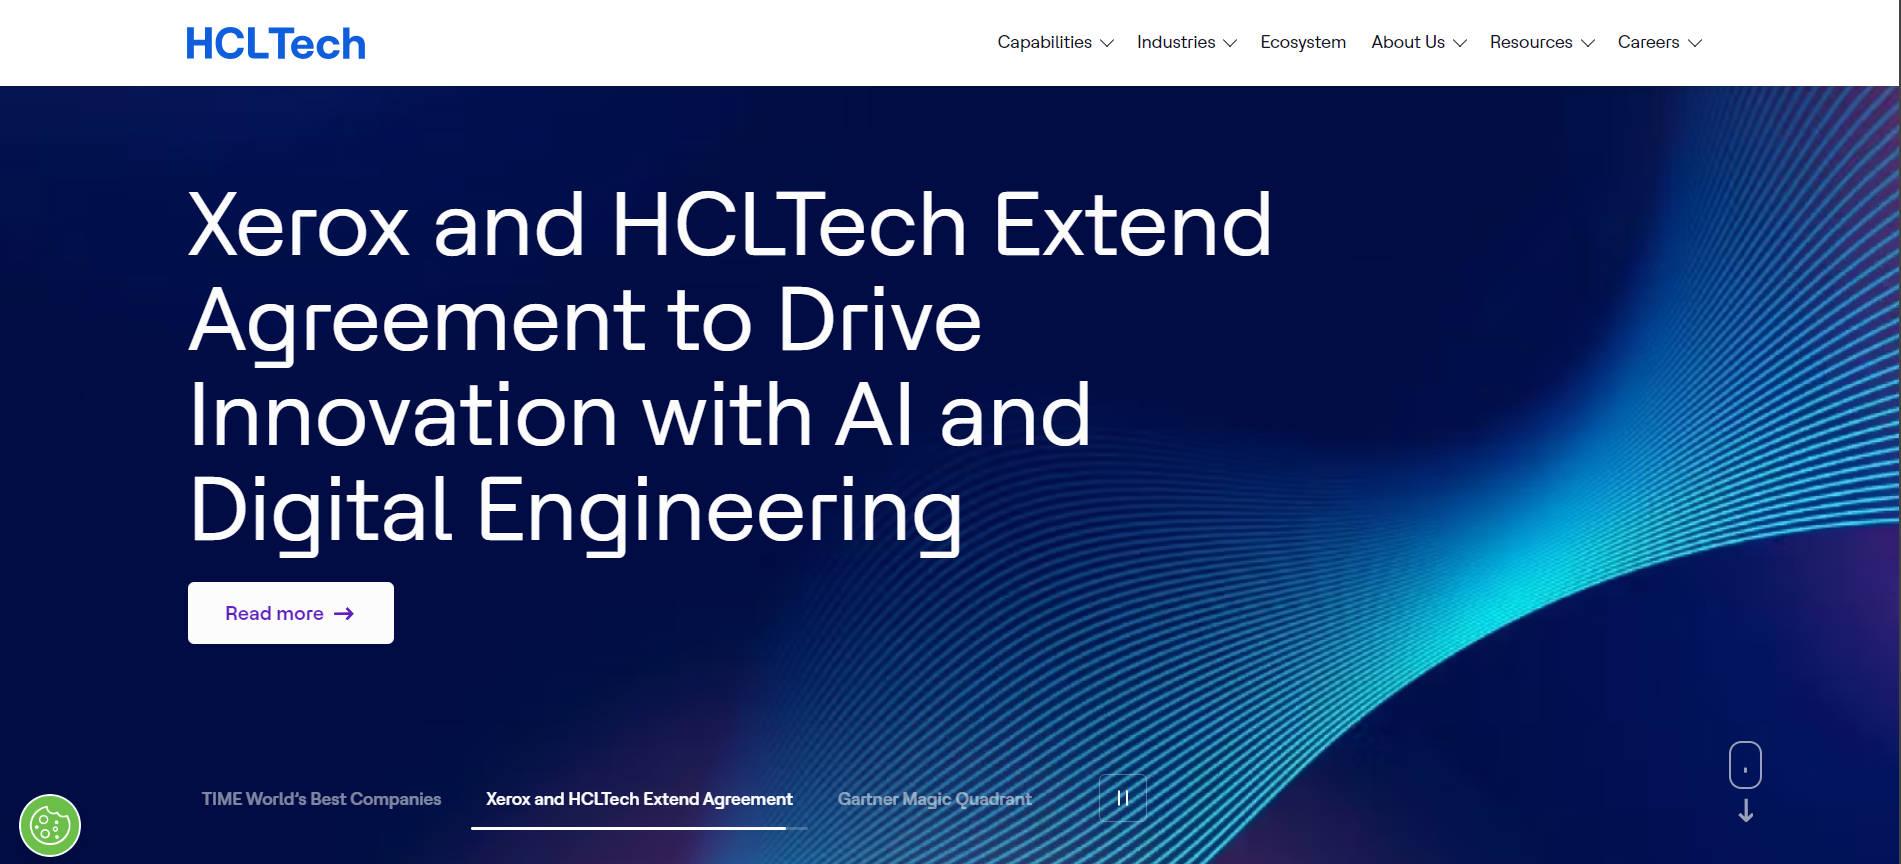 HCLTech
Capabilities Industries Ecosystem About Us Resources Careers
Xerox and HCLTech Extend
Agreement to Drive
Innovation with AI and
Digital Engineering
Read more
TIME World's Best Companies Xerox and HCLTech Extend Agreement Gartner Magic Quadrant